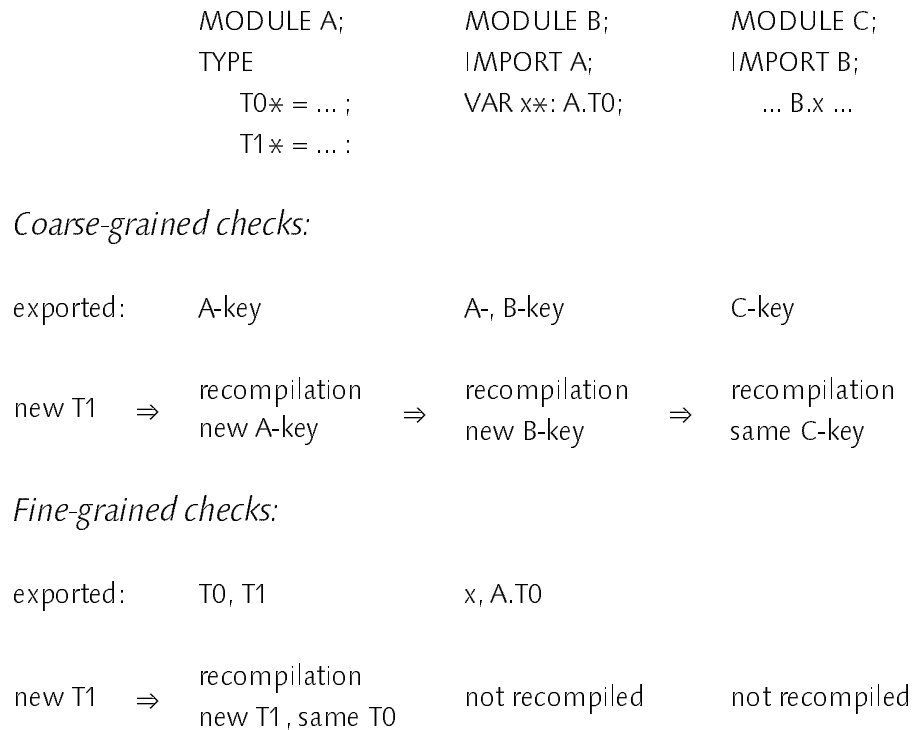 MODULE A; MODULE B; MODULE C;
TYPE IMPORT A; IMPORT B;
T0* = ... ; VAR x*: A.T0; ... B.x ...
T1* = ... :
Coarse-grained checks:
exported: A-key A-, B-key C-key
recompilation recompilation recompilation
new T1 ⇒ ⇒ ⇒
new A-key new B-key same C-key
Fine-grained checks:
exported: T0, T1 x, A.T0
recompilation
new T1 ⇒ not recompiled not recompiled
new T1, same T0